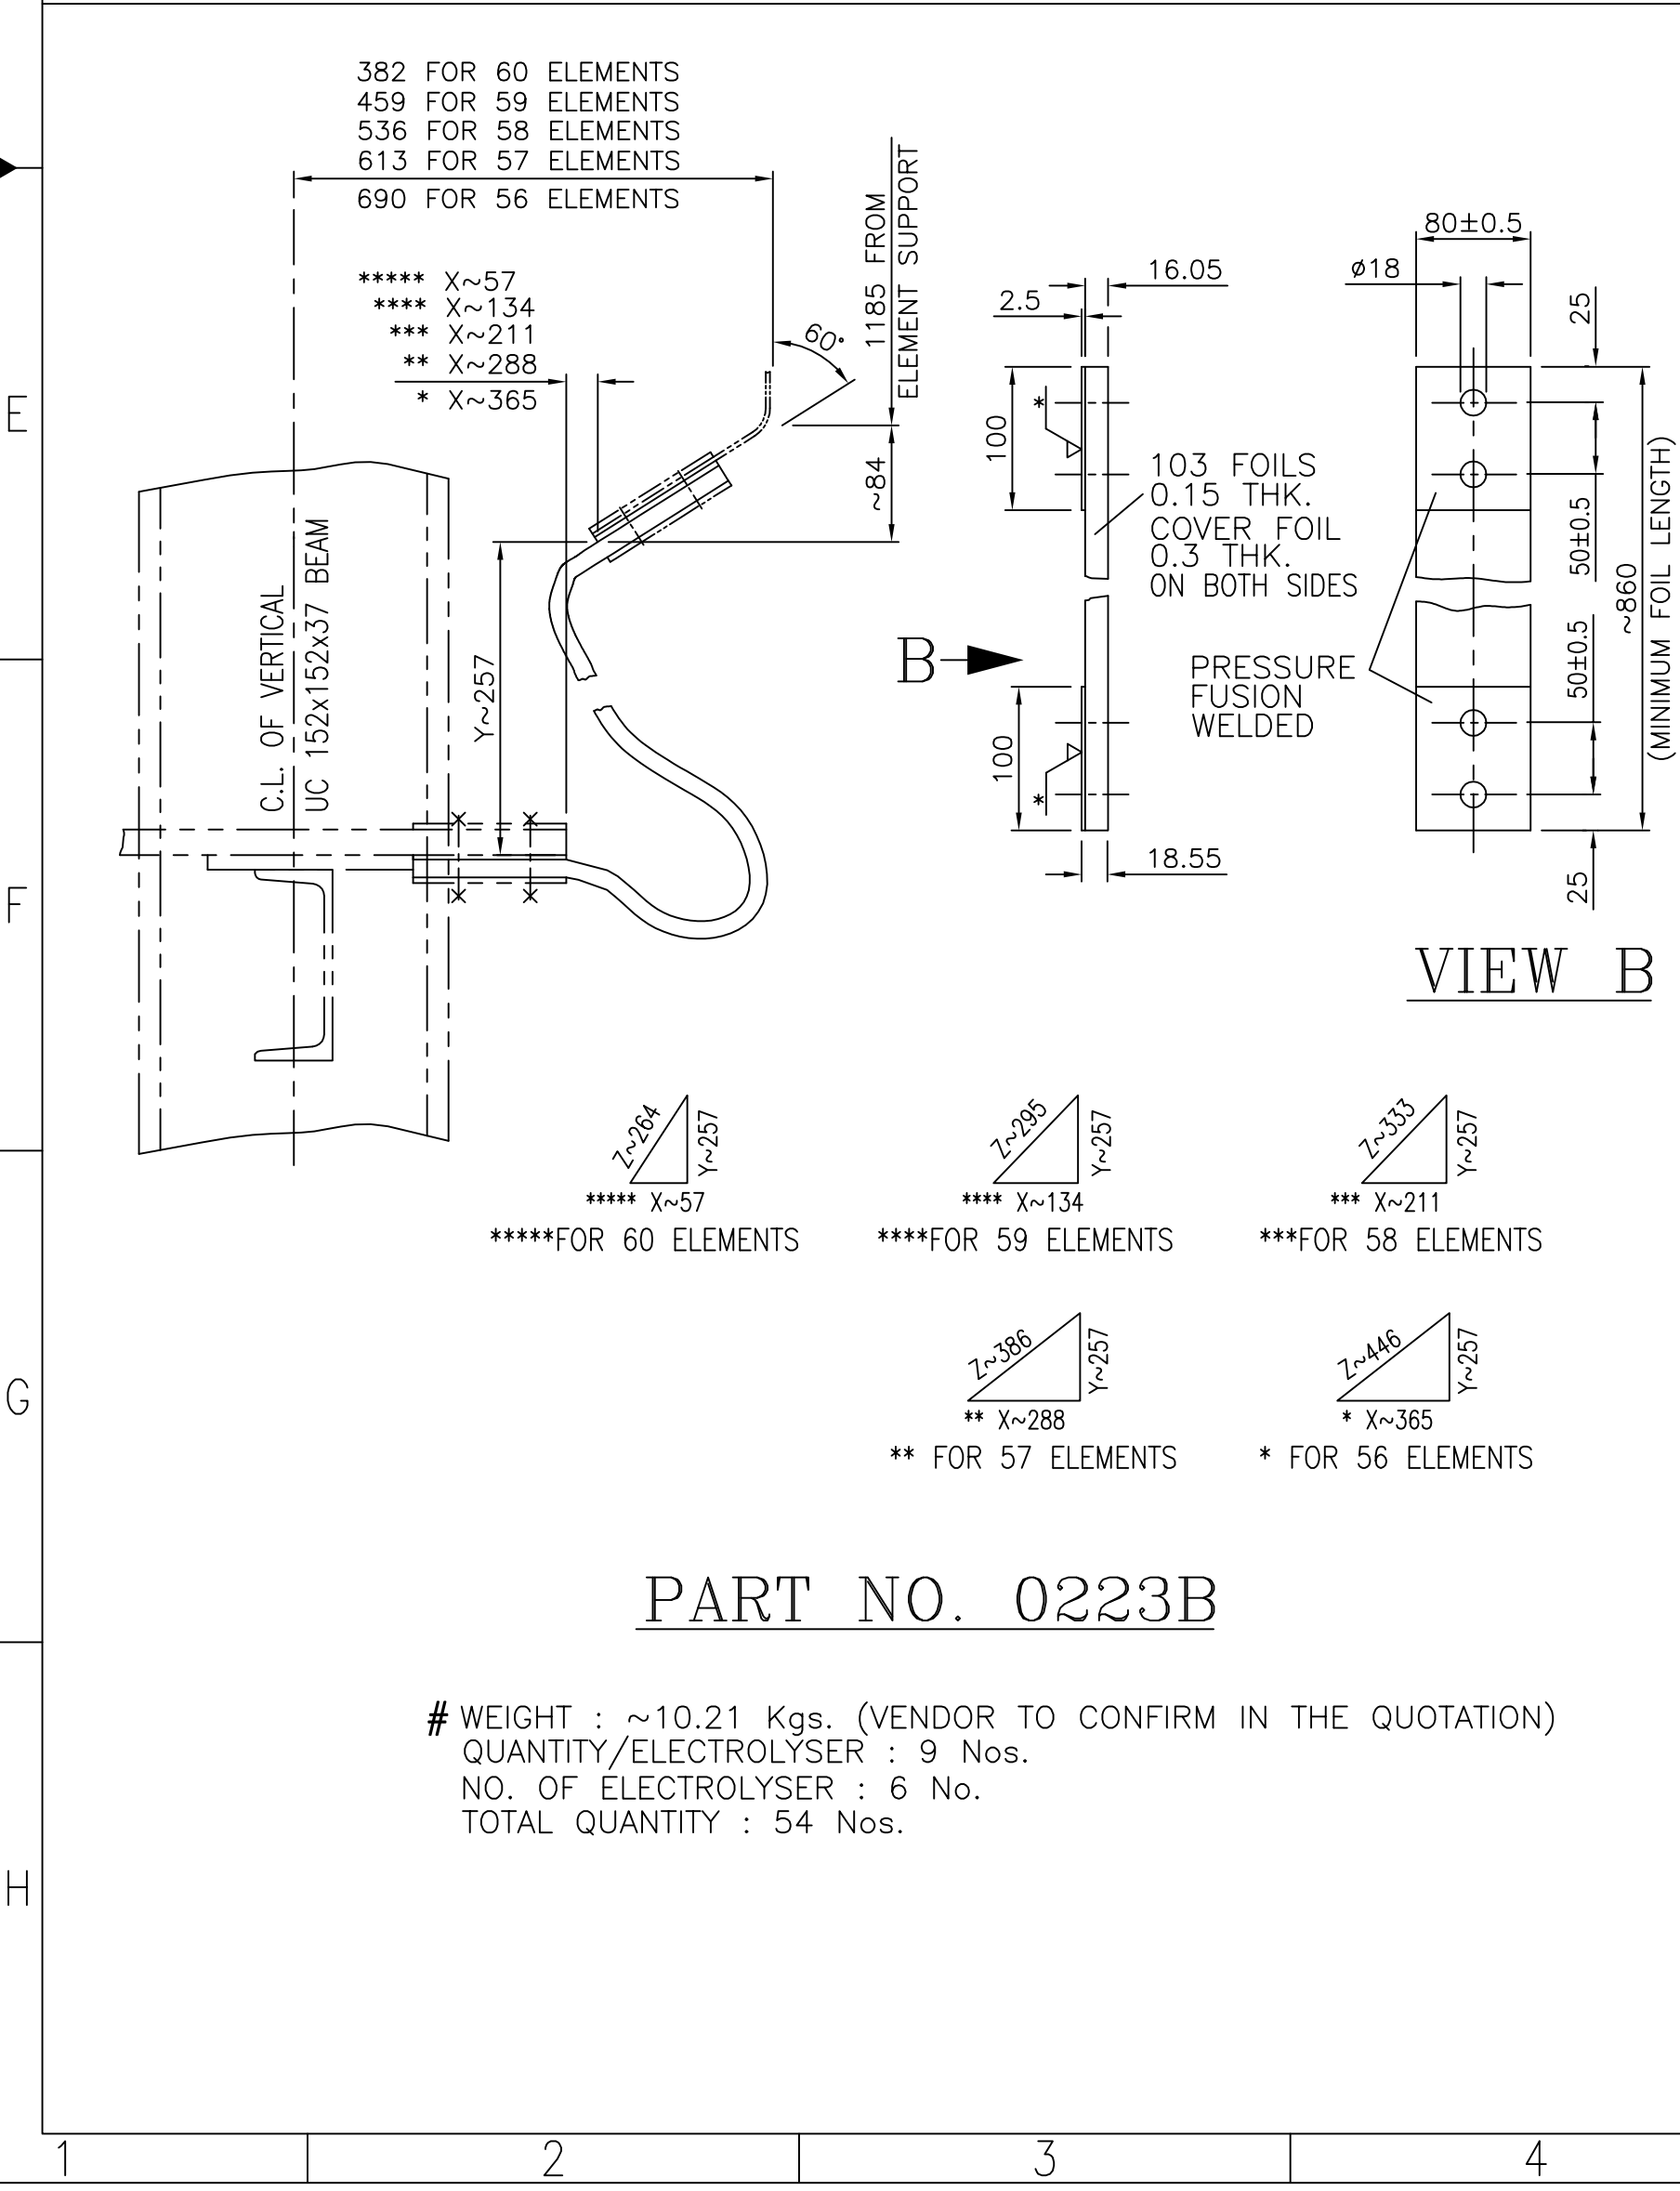 382 FOR 60 ELEMENTS
459 FOR 59 ELEMENTS
536 FOR 58 ELEMENTS
613 FOR 57 ELEMENTS
690 FOR 56 ELEMENTS
***** X~57
**** X~134
*** X~211
** X~288
* X~365
60°
1185 FROM
ELEMENT SUPPORT
~84
Y~257
C.L. OF VERTICAL
UC 152x152x37 BEAM
16.05
2.5
100
*
103 FOILS
0.15 THK.
COVER FOIL
0.3 THK.
ON BOTH SIDES
B
100
*
18.55
80±0.5
ø18
25
50±0.5
~860
(MINIMUM FOIL LENGTH)
50±0.5
25
PRESSURE
FUSION
WELDED
VIEW B
Z~264
Y~257
***** X~57
*****FOR 60 ELEMENTS
Z~295
Y~257
**** X~134
****FOR 59 ELEMENTS
Z~333
Y~257
*** X~211
***FOR 58 ELEMENTS
Z~386
Y~257
** X~288
** FOR 57 ELEMENTS
Z~446
Y~257
* X~365
* FOR 56 ELEMENTS
PART NO. 0223B
# WEIGHT : ~10.21 Kgs. (VENDOR TO CONFIRM IN THE QUOTATION)
QUANTITY/ELECTROLYSER : 9 Nos.
NO. OF ELECTROLYSER : 6 No.
TOTAL QUANTITY : 54 Nos.
E
F
G
H
1
2
3
4